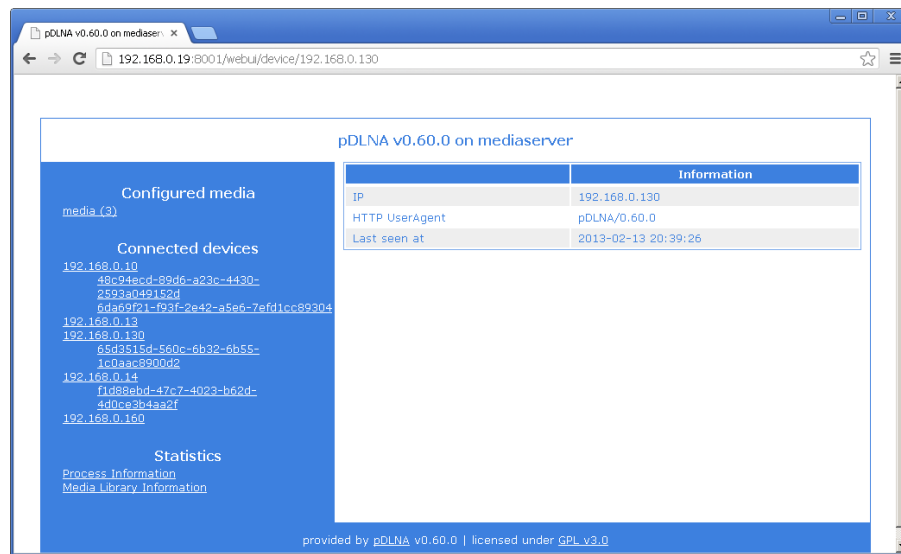 pDLNA v0.60.0 on mediaserv
192.168.0.19:8001/webui/device/192.168.0.130
pDLNA v0.60.0 on mediaserver
Configured media
media (3)
Connected devices
192.168.0.10
48c94ecd-89d6-a23c-4430-
2593a049152d
6da69f21-f93f-2e42-a5e6-7efd1cc89304
192.168.0.13
192.168.0.130
65d3515d-560c-6b32-6b55-
1c0aac8900d2
192.168.0.14
f1d88ebd-47c7-4023-b62d-
4d0ce3b4aa2f
192.168.0.160
Statistics
Process Information
Media Library Information
Information
IP 192.168.0.130
HTTP UserAgent pDLNA/0.60.0
Last seen at 2013-02-13 20:39:26
provided by pDLNA v0.60.0 | licensed under GPL v3.0